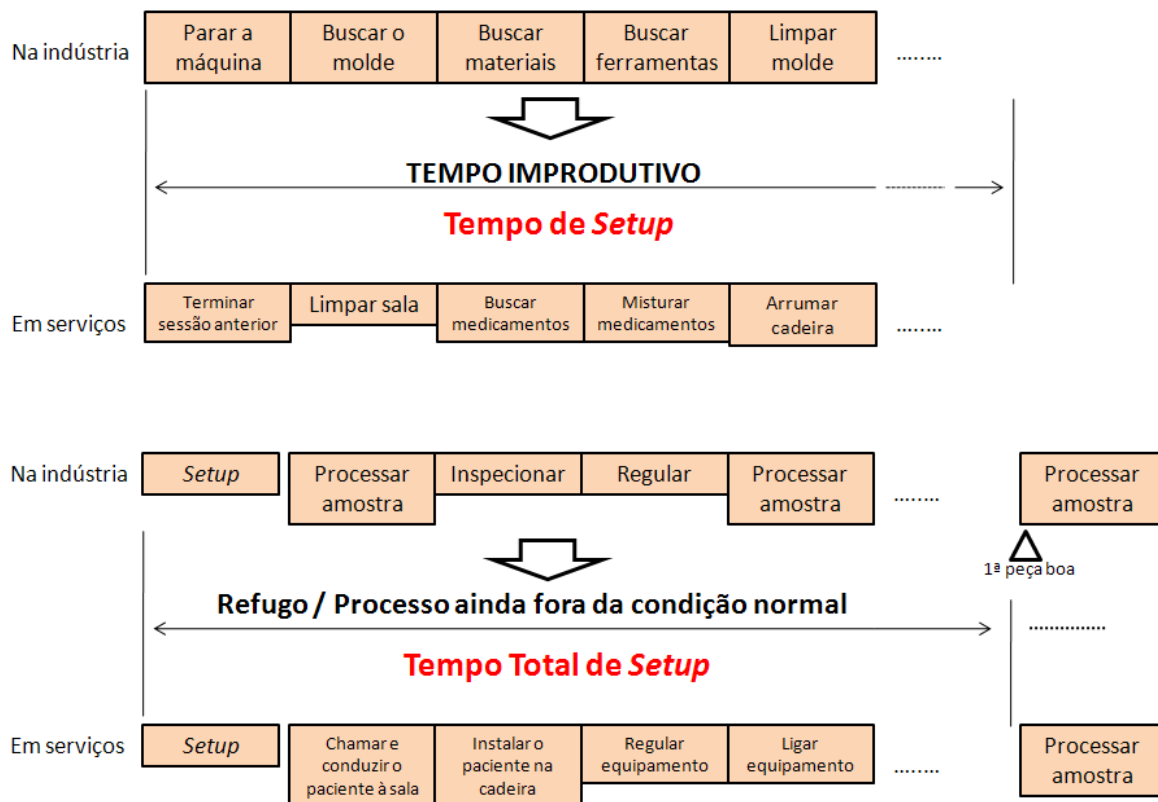 Na indústria
Parar a
máquina
Buscar o
molde
Buscar
materiais
Buscar
ferramentas
Limpar
molde
........
TEMPO IMPRODUTIVO
Tempo de Setup
Em serviços
Terminar
sessão anterior
Limpar sala
Buscar
medicamentos
Misturar
medicamentos
Arrumar
cadeira
........
Na indústria
Setup
Processar
amostra
Inspecionar
Regular
Processar
amostra
........
Processar
amostra
1ª peça boa
Refugo / Processo ainda fora da condição normal
...............
Tempo Total de Setup
Em serviços
Setup
Chamar e
conduzir o
paciente à sala
Instalar o
paciente na
cadeira
Regular
equipamento
Ligar
equipamento
........
Processar
amostra